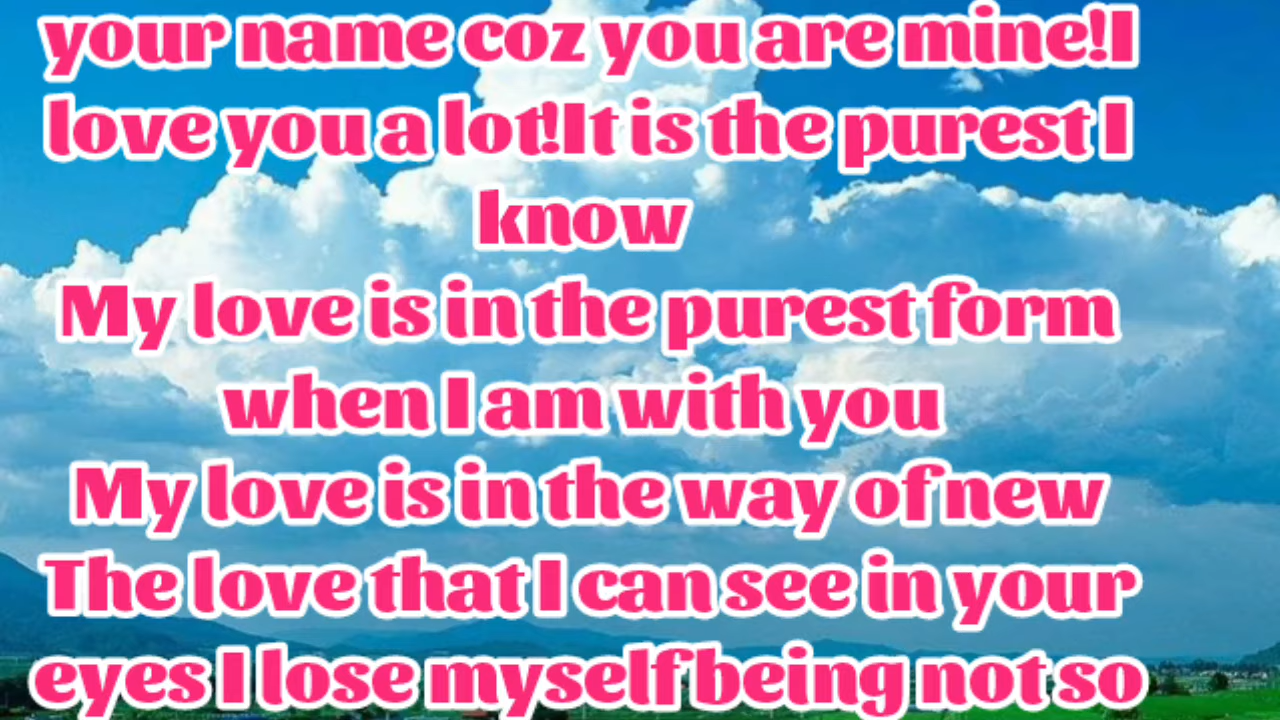 your name coz you are mine!I
love you a lot!It is the purest I
know
My love is in the purest form
when I am with you
My love is in the way of new
The love that I can see in your
eyes I lose myself being not so